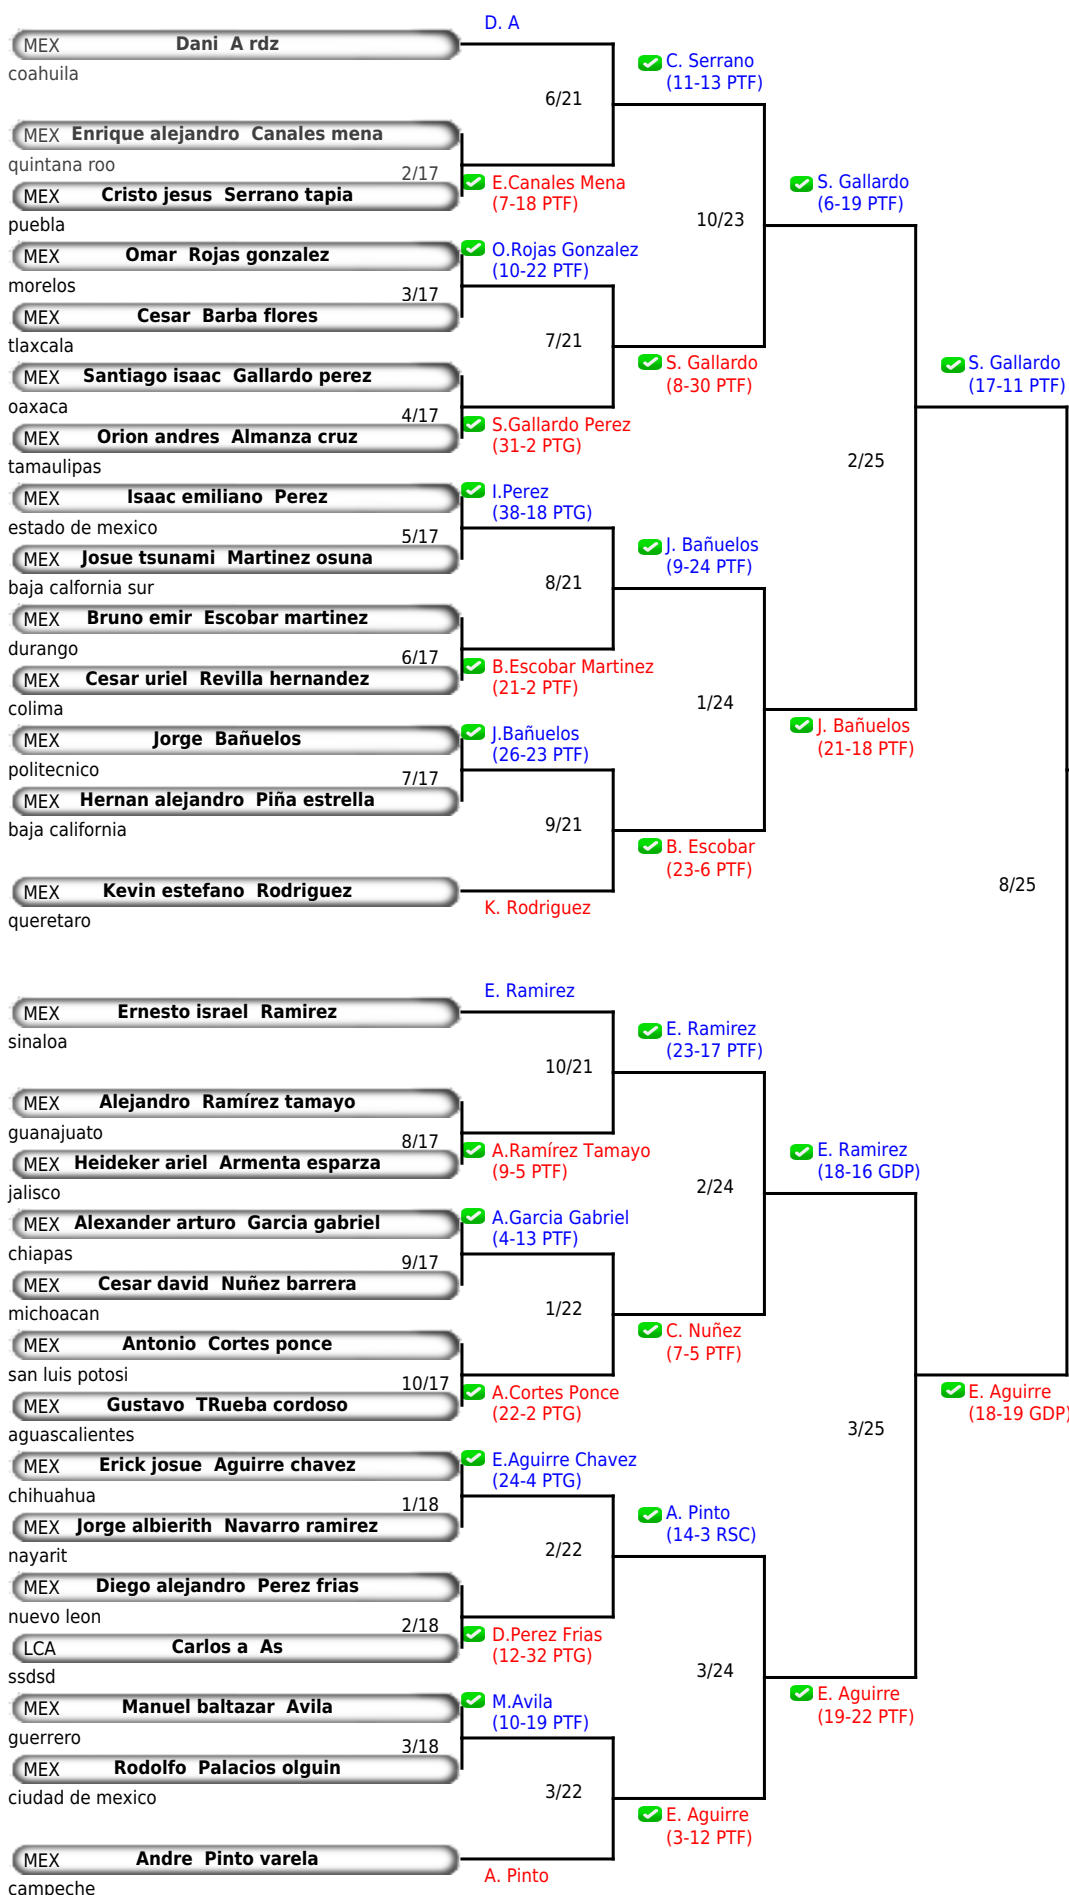 D. A
MEX Dani A rdz
coahuila
C. Serrano
(11-13 PTF)
6/21
MEX Enrique alejandro Canales mena
quintana roo
2/17
E.Canales Mena
(7-18 PTF)
MEX Cristo jesus Serrano tapia
puebla
S. Gallardo
(6-19 PTF)
10/23
MEX Omar Rojas gonzalez
morelos
O.Rojas Gonzalez
(10-22 PTF)
3/17
MEX Cesar Barba flores
tlaxcala
7/21
S. Gallardo
(8-30 PTF)
S. Gallardo
(17-11 PTF)
MEX Santiago isaac Gallardo perez
oaxaca
4/17
S.Gallardo Perez
(31-2 PTG)
MEX Orion andres Almanza cruz
tamaulipas
2/25
MEX Isaac emiliano Perez
estado de mexico
I.Perez
(38-18 PTG)
5/17
MEX Josue tsunami Martinez osuna
baja calfornia sur
J. Bañuelos
(9-24 PTF)
8/21
MEX Bruno emir Escobar martinez
durango
6/17
B.Escobar Martinez
(21-2 PTF)
MEX Cesar uriel Revilla hernandez
colima
1/24
MEX Jorge Bañuelos
politecnico
J.Bañuelos
(26-23 PTF)
J. Bañuelos
(21-18 PTF)
7/17
MEX Hernan alejandro Piña estrella
baja california
9/21
B. Escobar
(23-6 PTF)
MEX Kevin estefano Rodriguez
queretaro
K. Rodriguez
8/25
E. Ramirez
MEX Ernesto israel Ramirez
sinaloa
E. Ramirez
(23-17 PTF)
10/21
MEX Alejandro Ramírez tamayo
guanajuato
8/17
A.Ramírez Tamayo
(9-5 PTF)
MEX Heideker ariel Armenta esparza
jalisco
E. Ramirez
(18-16 GDP)
2/24
MEX Alexander arturo Garcia gabriel
chiapas
A.Garcia Gabriel
(4-13 PTF)
9/17
MEX Cesar david Nuñez barrera
michoacan
1/22
C. Nuñez
(7-5 PTF)
MEX Antonio Cortes ponce
san luis potosi
10/17
A.Cortes Ponce
(22-2 PTG)
MEX Gustavo TRueba cordoso
aguascalientes
E. Aguirre
(18-19 GDP)
3/25
MEX Erick josue Aguirre chavez
chihuahua
E.Aguirre Chavez
(24-4 PTG)
1/18
MEX Jorge albierith Navarro ramirez
nayarit
A. Pinto
(14-3 RSC)
2/22
MEX Diego alejandro Perez frias
nuevo leon
2/18
D.Perez Frias
(12-32 PTG)
LCA Carlos a As
ssdsd
3/24
E. Aguirre
(19-22 PTF)
MEX Manuel baltazar Avila
guerrero
M.Avila
(10-19 PTF)
3/18
MEX Rodolfo Palacios olguin
ciudad de mexico
3/22
E. Aguirre
(3-12 PTF)
MEX Andre Pinto varela
campeche
A. Pinto